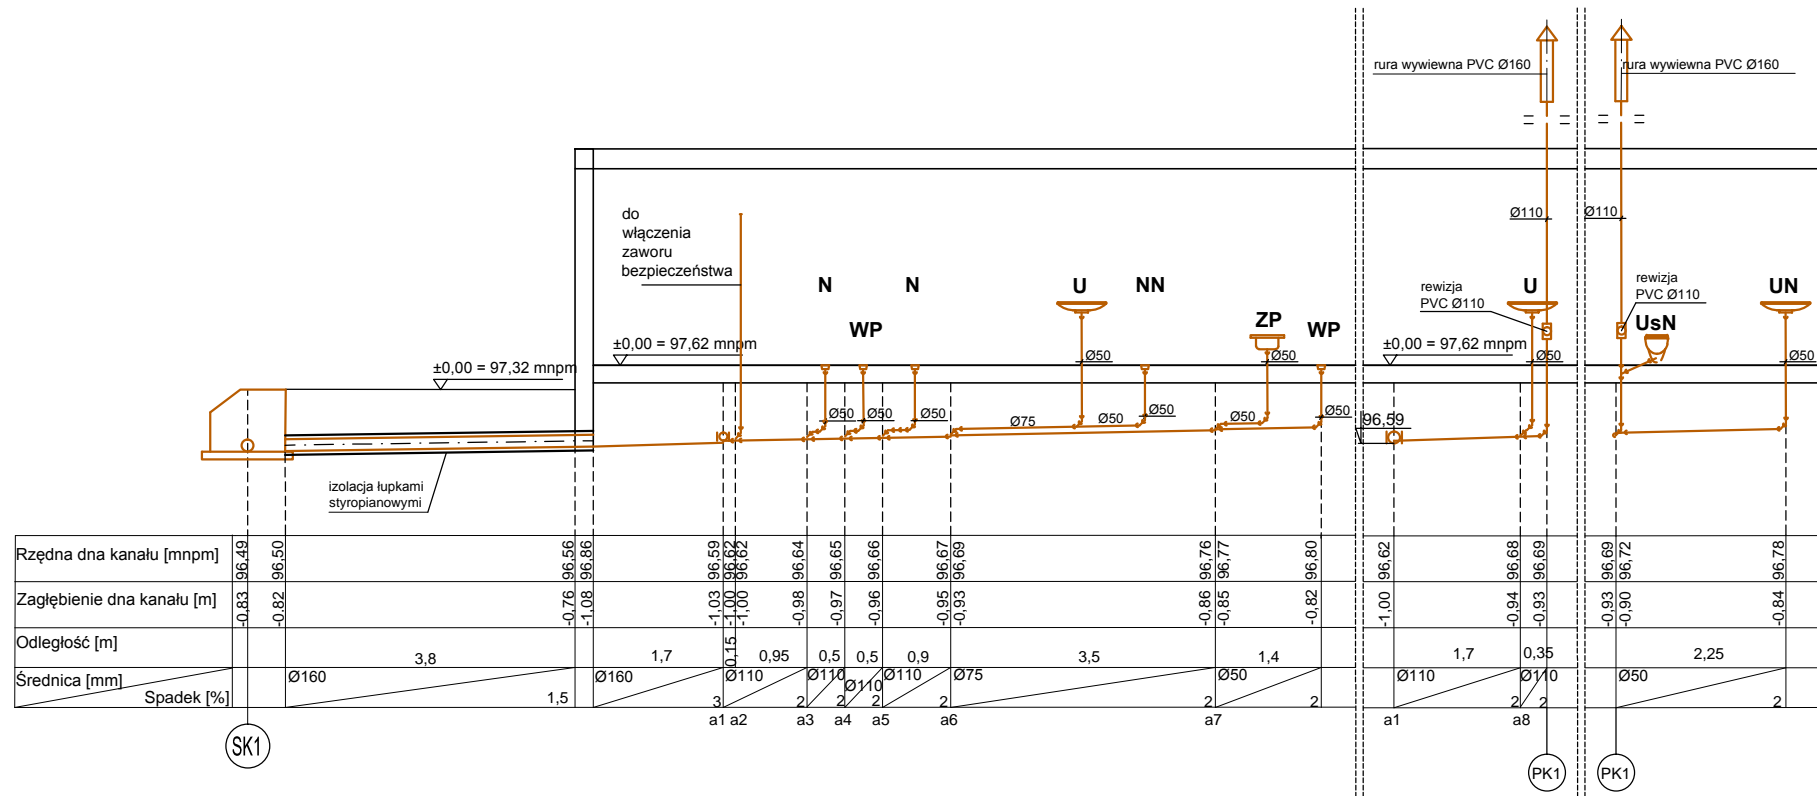 rura wywiewna PVC Ø160
rura wywiewna PVC Ø160
do
włączenia
zaworu
bezpieczeństwa
Ø110
Ø110
N
N
U
NN
WP
ZP
WP
rewizja
PVC Ø110
U
rewizja
PVC Ø110
UsN
UN
±0,00 = 97,32 mnpm
±0,00 = 97,62 mnpm
±0,00 = 97,62 mnpm
Ø50
Ø50
Ø50
Ø50
Ø50
Ø50
Ø50
Ø75
Ø50
Ø50
Ø50
Ø50
96,59
izolacja łupkami
styropianowymi
Rzędna dna kanału [mnpm]
96,49 96,50 96,56 96,86 96,59 96,62 96,62 96,64 96,65 96,66 96,67 96,69 96,76 96,77 96,80 96,62 96,68 96,69 96,69 96,72 96,78
Zagłębienie dna kanału [m]
-0,83 -0.82 -0,76 -1,08 -1,03 -1,00 -1,00 -0,98 -0,97 -0,96 -0,95 -0,93 -0,86 -0,85 -0,82 -1,00 -0,94 -0,93 -0,93 -0,90 -0,84
Odległość [m]
3,8 1,7 0,15 0,95 0,5 0,5 0,9 3,5 1,4 1,7 0,35 2,25
Średnica [mm]
Ø160 Ø160 Ø110 Ø110 Ø110 Ø110 Ø75 Ø50 Ø110 Ø110 Ø50
Spadek [%]
1,5 3 2 2 2 2 2 2 2 2 2
a1 a2 a3 a4 a5 a6 a7 a1 a8
SK1
PK1
PK1